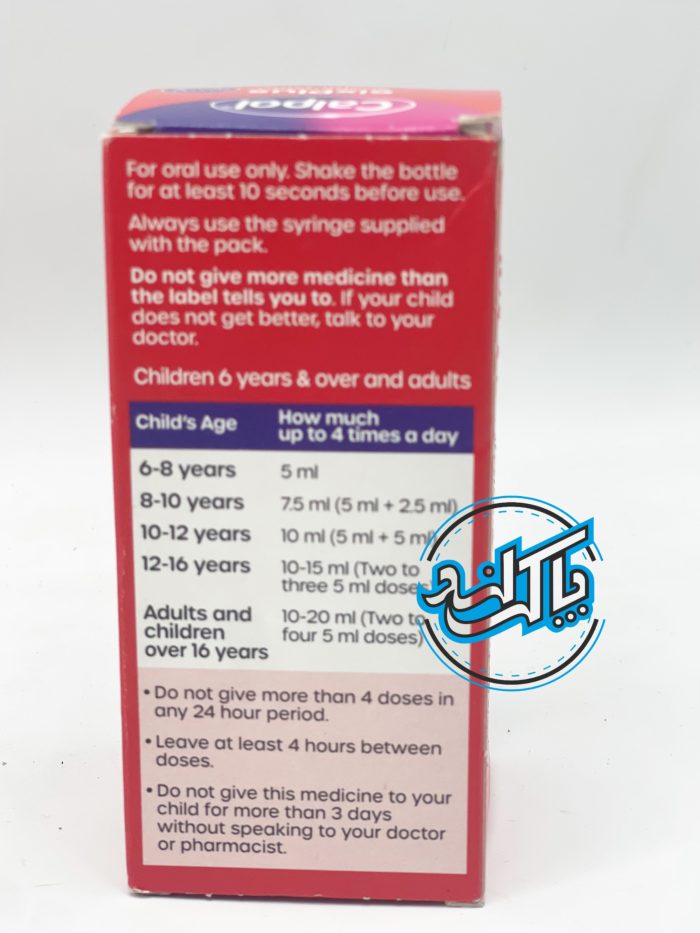 Calpol
SixPlus
For oral use only. Shake the bottle
for at least 10 seconds before use.
Always use the syringe supplied
with the pack.
Do not give more medicine than
the label tells you to. If your child
does not get better, talk to your
doctor.
Children 6 years & over and adults
Child's Age How much
up to 4 times a day
6-8 years 5 ml
8-10 years 7.5 ml (5 ml + 2.5 ml)
10-12 years 10 ml (5 ml + 5 ml)
12-16 years 10-15 ml (Two to
three 5 ml doses)
Adults and 10-20 ml (Two to
children four 5 ml doses)
over 16 years
• Do not give more than 4 doses in
any 24 hour period.
• Leave at least 4 hours between
doses.
• Do not give this medicine to your
child for more than 3 days
without speaking to your doctor
or pharmacist.
پاک لند